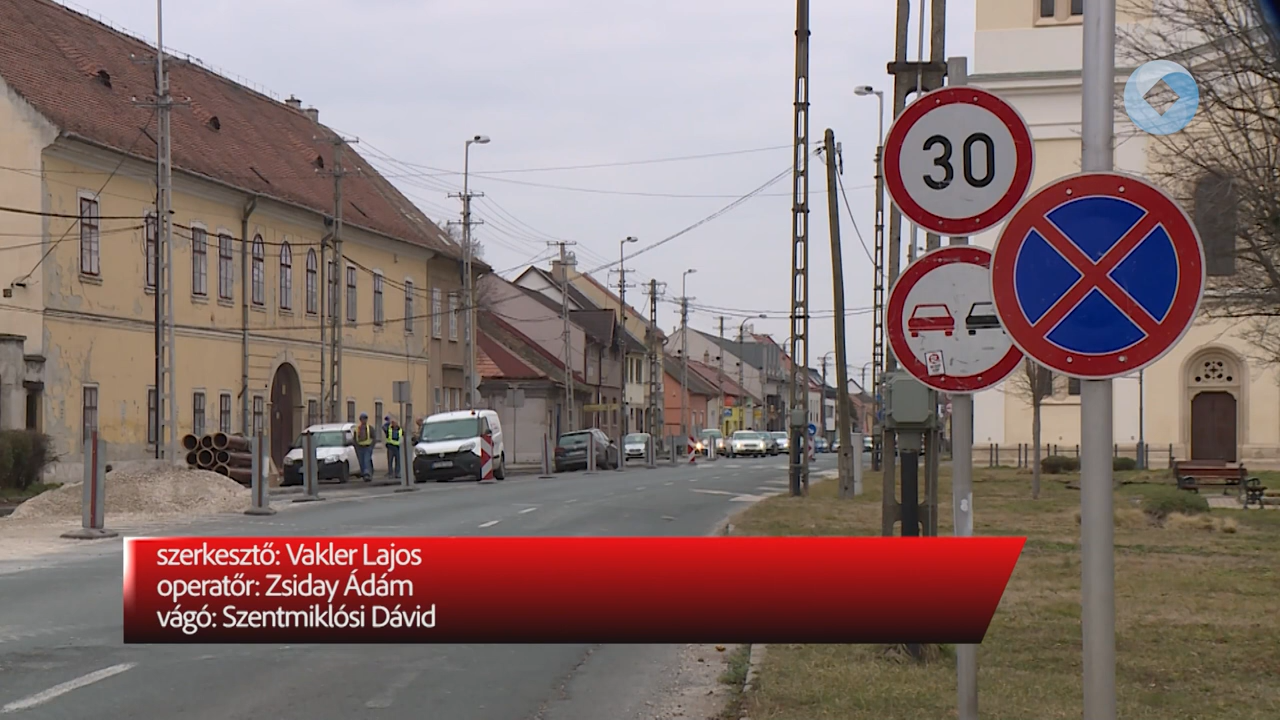 30
szerkesztő: Vakler Lajos
operatőr: Zsiday Ádám
vágó: Szentmiklósi Dávid